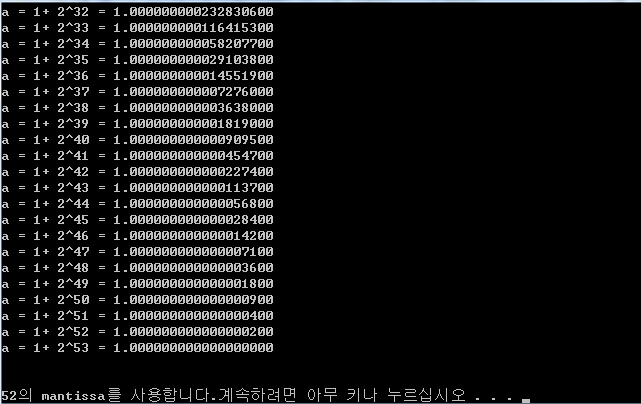 a = 1+ 2^32 = 1.000000000232830600
a = 1+ 2^33 = 1.000000000116415300
a = 1+ 2^34 = 1.000000000058207700
a = 1+ 2^35 = 1.000000000029103800
a = 1+ 2^36 = 1.000000000014551900
a = 1+ 2^37 = 1.000000000007276000
a = 1+ 2^38 = 1.000000000003638000
a = 1+ 2^39 = 1.000000000001819000
a = 1+ 2^40 = 1.000000000000909500
a = 1+ 2^41 = 1.000000000000454700
a = 1+ 2^42 = 1.000000000000227400
a = 1+ 2^43 = 1.000000000000113700
a = 1+ 2^44 = 1.000000000000056800
a = 1+ 2^45 = 1.000000000000028400
a = 1+ 2^46 = 1.000000000000014200
a = 1+ 2^47 = 1.000000000000007100
a = 1+ 2^48 = 1.000000000000003600
a = 1+ 2^49 = 1.000000000000001800
a = 1+ 2^50 = 1.000000000000000900
a = 1+ 2^51 = 1.000000000000000400
a = 1+ 2^52 = 1.000000000000000200
a = 1+ 2^53 = 1.000000000000000000
52의 mantissa를 사용합니다.계속하려면 아무 키나 누르십시오 . . .